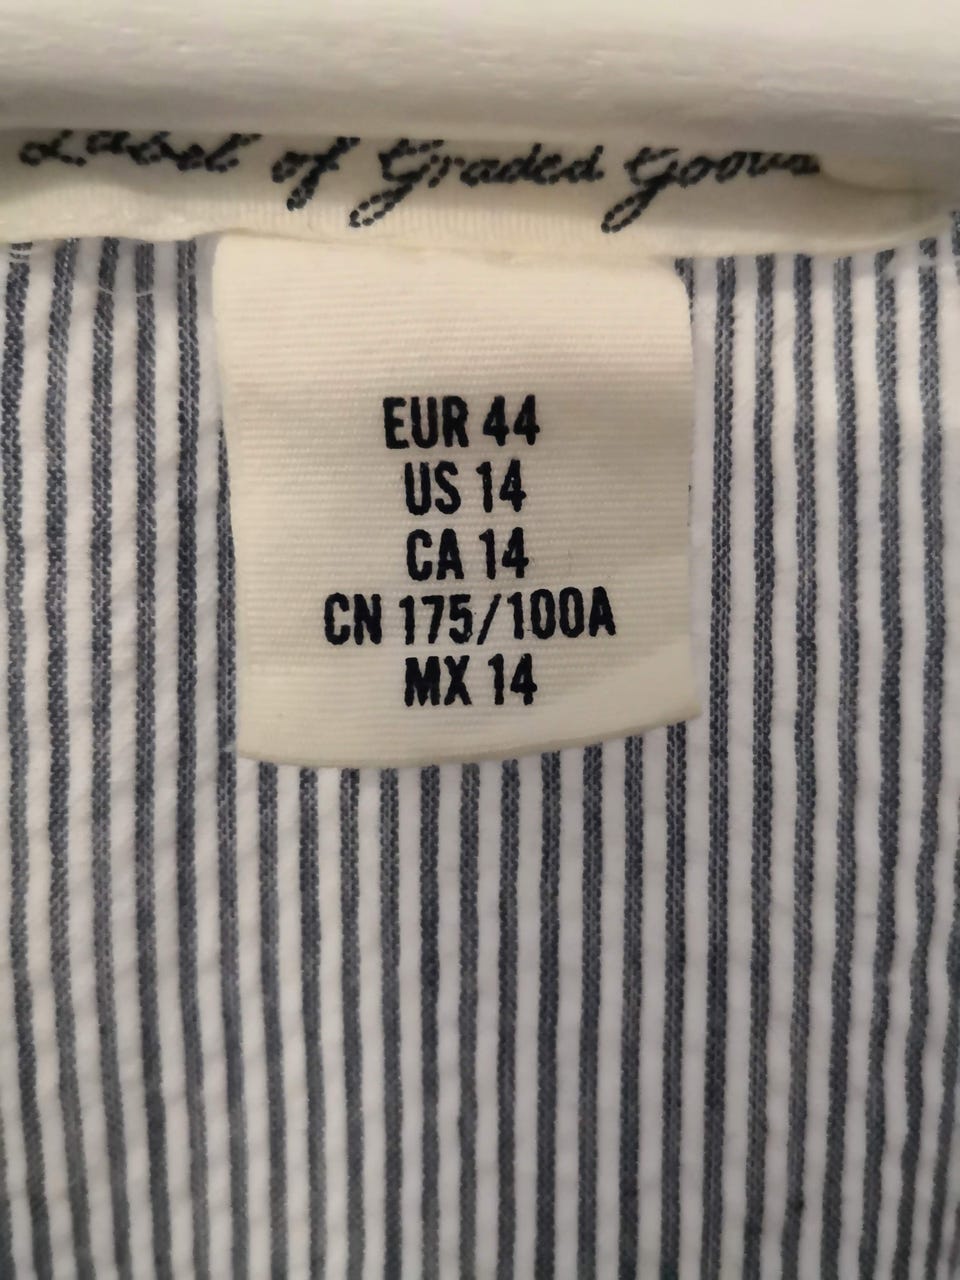 Label of Graded Goods
EUR 44
US 14
CA 14
CN 175/100A
MX 14